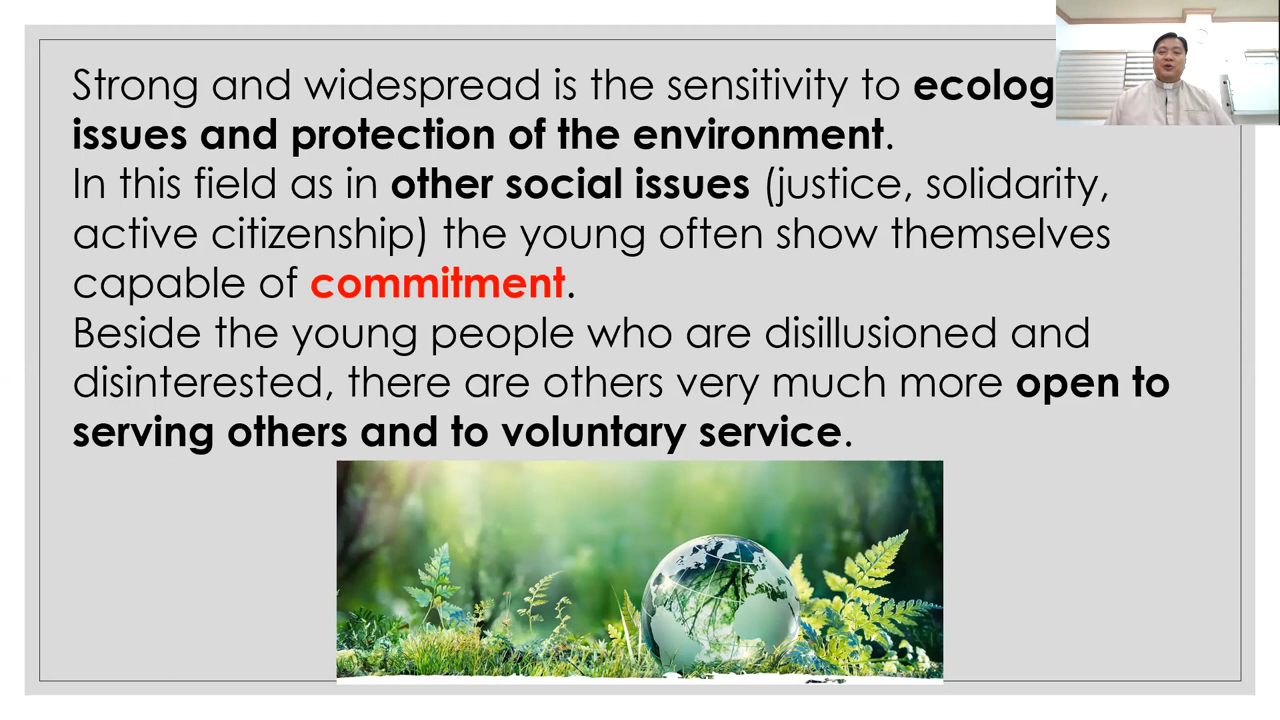 Strong and widespread is the sensitivity to ecolog
issues and protection of the environment.
In this field as in other social issues (justice, solidarity,
active citizenship) the young often show themselves
capable of commitment.
Beside the young people who are disillusioned and
disinterested, there are others very much more open to
serving others and to voluntary service.